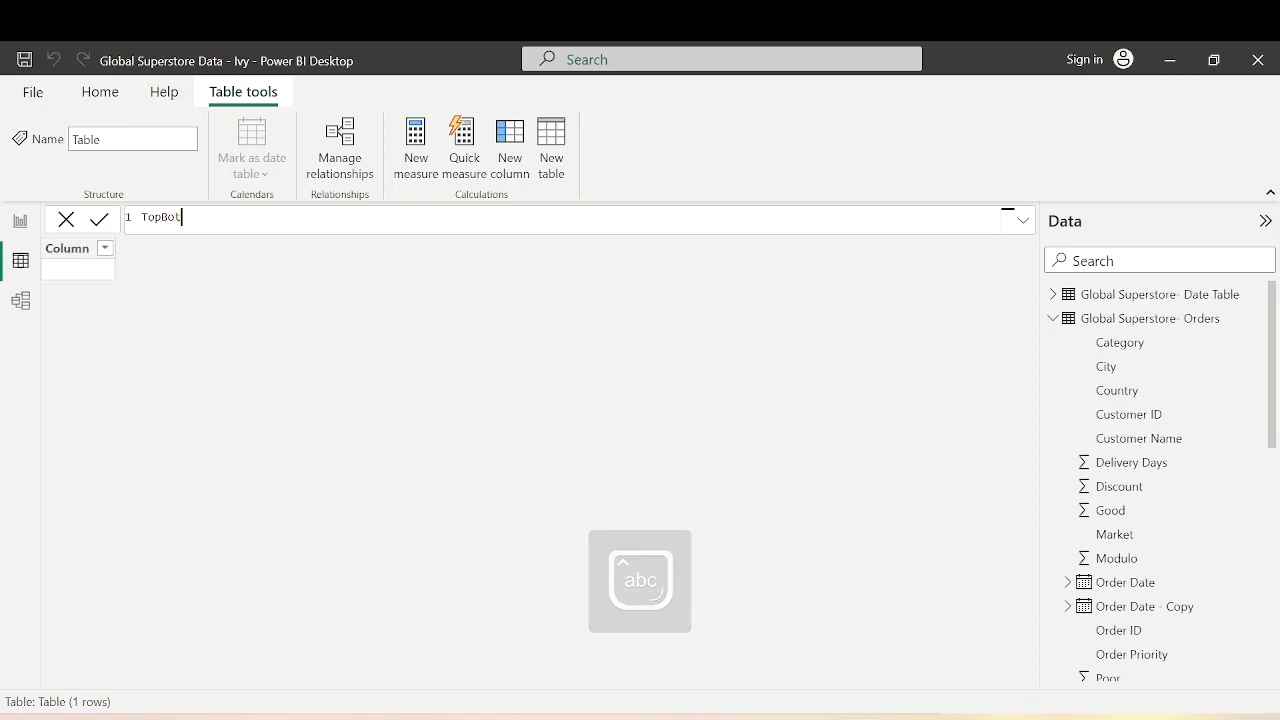 Global Superstore Data - Ivy - Power BI Desktop
Search
Sign in
File
Home
Help
Table tools
Name
Table
Mark as date
table
Manage
relationships
New
measure
Quick
measure
New
column
New
table
Structure
Calendars
Relationships
Calculations
1 TopBot
Column
Data
Search
Global Superstore- Date Table
Global Superstore- Orders
Category
City
Country
Customer ID
Customer Name
Delivery Days
Discount
Good
Market
Modulo
Order Date
Order Date - Copy
Order ID
Order Priority
Poor
abc
Table: Table (1 rows)